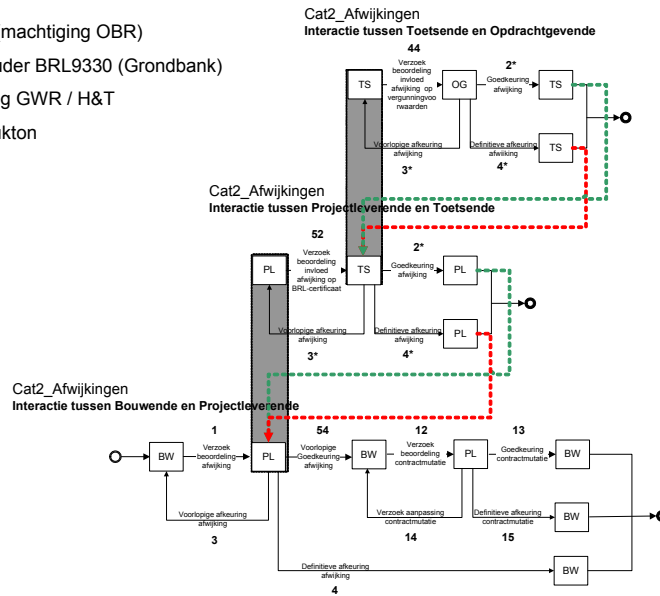 machtiging OBR)
der BRL9330 (Grondbank)
g GWR / H&T
kton
Cat2_Afwijkingen
Interactie tussen Toetsende en Opdrachtgevende
44
TS
Verzoek
beoordeling
invloed
afwijking op
vergunningvoo
rwaarden
OG
2*
Goedkeuring
afwijking
TS
Voorlopige afkeuring
afwijking
3*
Definitieve afkeuring
afwijking
4*
TS
Cat2_Afwijkingen
Interactie tussen Projectleverende en Toetsende
52
PL
Verzoek
beoordeling
invloed
afwijking op
BRL-certificaat
TS
2*
Goedkeuring
afwijking
PL
Voorlopige afkeuring
afwijking
3*
Definitieve afkeuring
afwijking
4*
PL
Cat2_Afwijkingen
Interactie tussen Bouwende en Projectleverende
1
BW
Verzoek
beoordeling
afwijking
PL
54
Voorlopige
Goedkeuring
afwijking
BW
12
Verzoek
beoordeling
contractmutatie
PL
13
Goedkeuring
contractmutatie
BW
Voorlopige afkeuring
afwijking
3
Verzoek aanpassing
contractmutatie
14
Definitieve afkeuring
contractmutatie
15
BW
Definitieve afkeuring
afwijking
4
BW